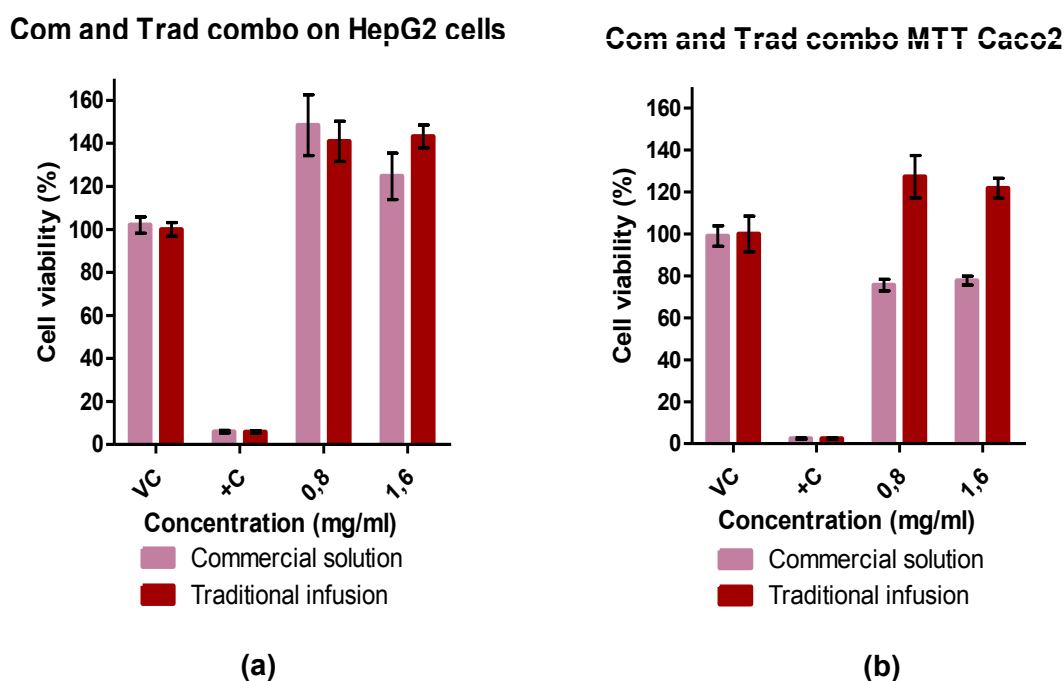 Com and Trad combo on HepG2 cells
Cell viability (%)
160
140
120
100
80
60
40
20
0
VC
+C
0,8
1,6
Concentration (mg/ml)
Commercial solution
Traditional infusion
(a)
Com and Trad combo MTT Caco2
Cell viability (%)
160
140
120
100
80
60
40
20
0
VC
+C
0,8
1,6
Concentration (mg/ml)
Commercial solution
Traditional infusion
(b)